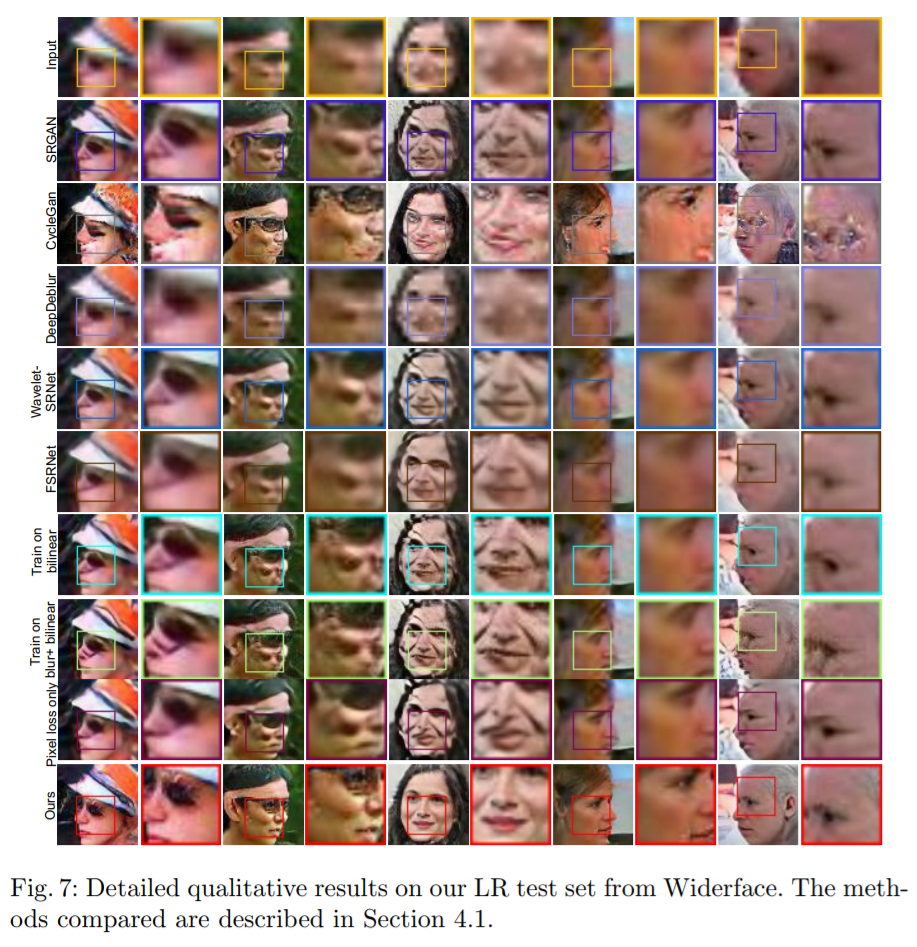 Input
SRGAN
CycleGan
DeepDeblur
Wavelet-
SRNet
FSRNet
Train on
bilinear
Train on
blur+ bilinear
Pixel loss only
Ours
Fig. 7: Detailed qualitative results on our LR test set from Widerface. The meth-
ods compared are described in Section 4.1.